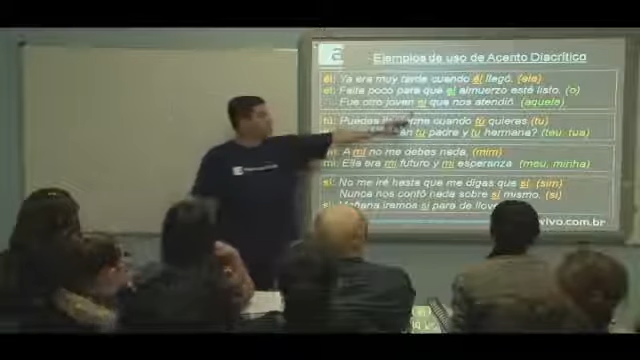 a
Ejemplos de uso de Acento Diacrítico
él: Ya era muy tarde cuando él llegó. (ele)
el: Falta poco para que el almuerzo esté listo. (o)
Fue otro joven el que nos atendió. (aquele)
tú: Puedes cuando tú quieras. (tu)
tu padre y tu hermana? (teu, tua)
A mí no me debes nada. (mim)
mi: Ella era mi futuro y mi esperanza. (meu, minha)
sí: No me iré hasta que me digas que sí. (sim)
Nunca nos contó nada sobre sí mismo. (si)
si: Mañana iremos si para de llover
vivo.com.br